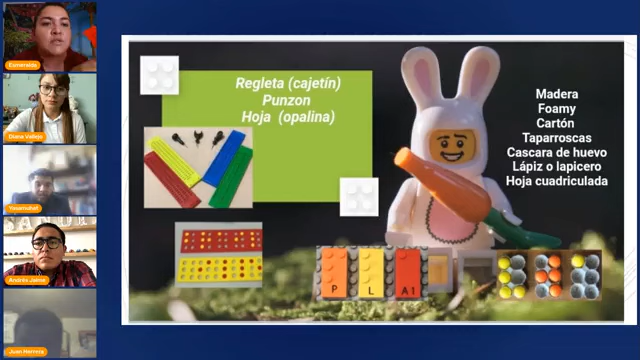 Esmeralda
Diana Vallejo
Andrés Jaime
Juan Herrera
Regleta (cajetín)
Punzon
Hoja (opalina)
Madera
Foamy
Cartón
Taparroscas
Cascara de huevo
Lápiz o lapicero
Hoja cuadriculada
P
L
A1